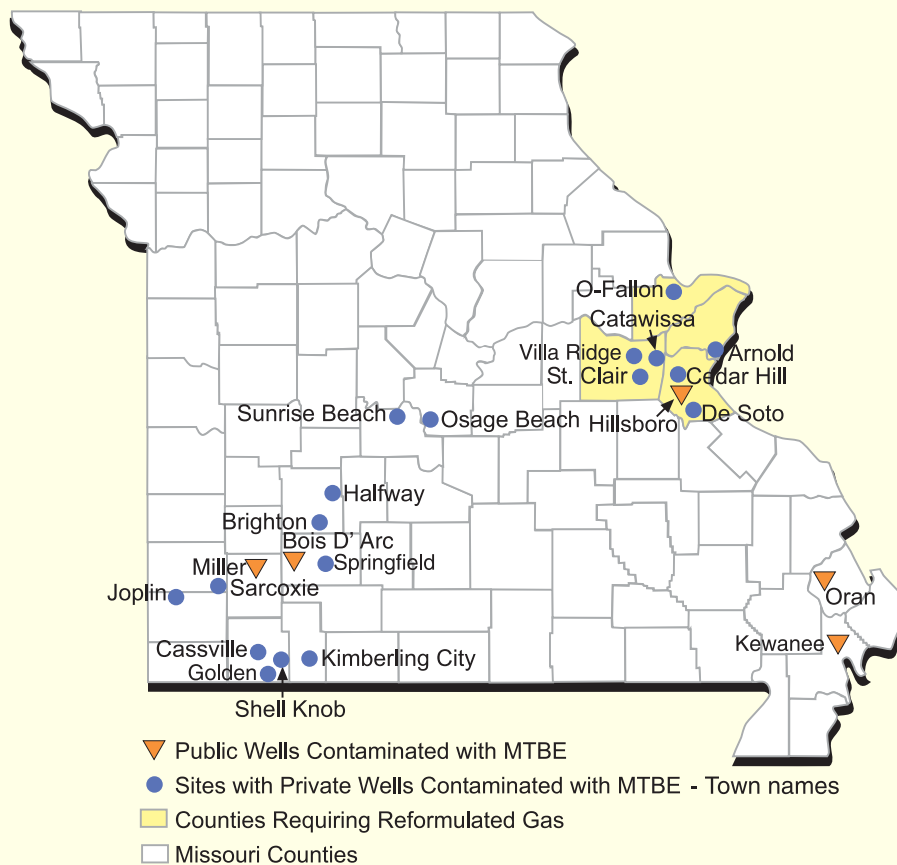 O-Fallon
Catawissa
Villa Ridge
Arnold
St. Clair
Cedar Hill
Sunrise Beach
Osage Beach
Hillsboro
De Soto
Halfway
Brighton
Bois D' Arc
Miller
Springfield
Joplin
Sarcoxie
Oran
Kewanee
Cassville
Kimberling City
Golden
Shell Knob
Public Wells Contaminated with MTBE
Sites with Private Wells Contaminated with MTBE - Town names
Counties Requiring Reformulated Gas
Missouri Counties